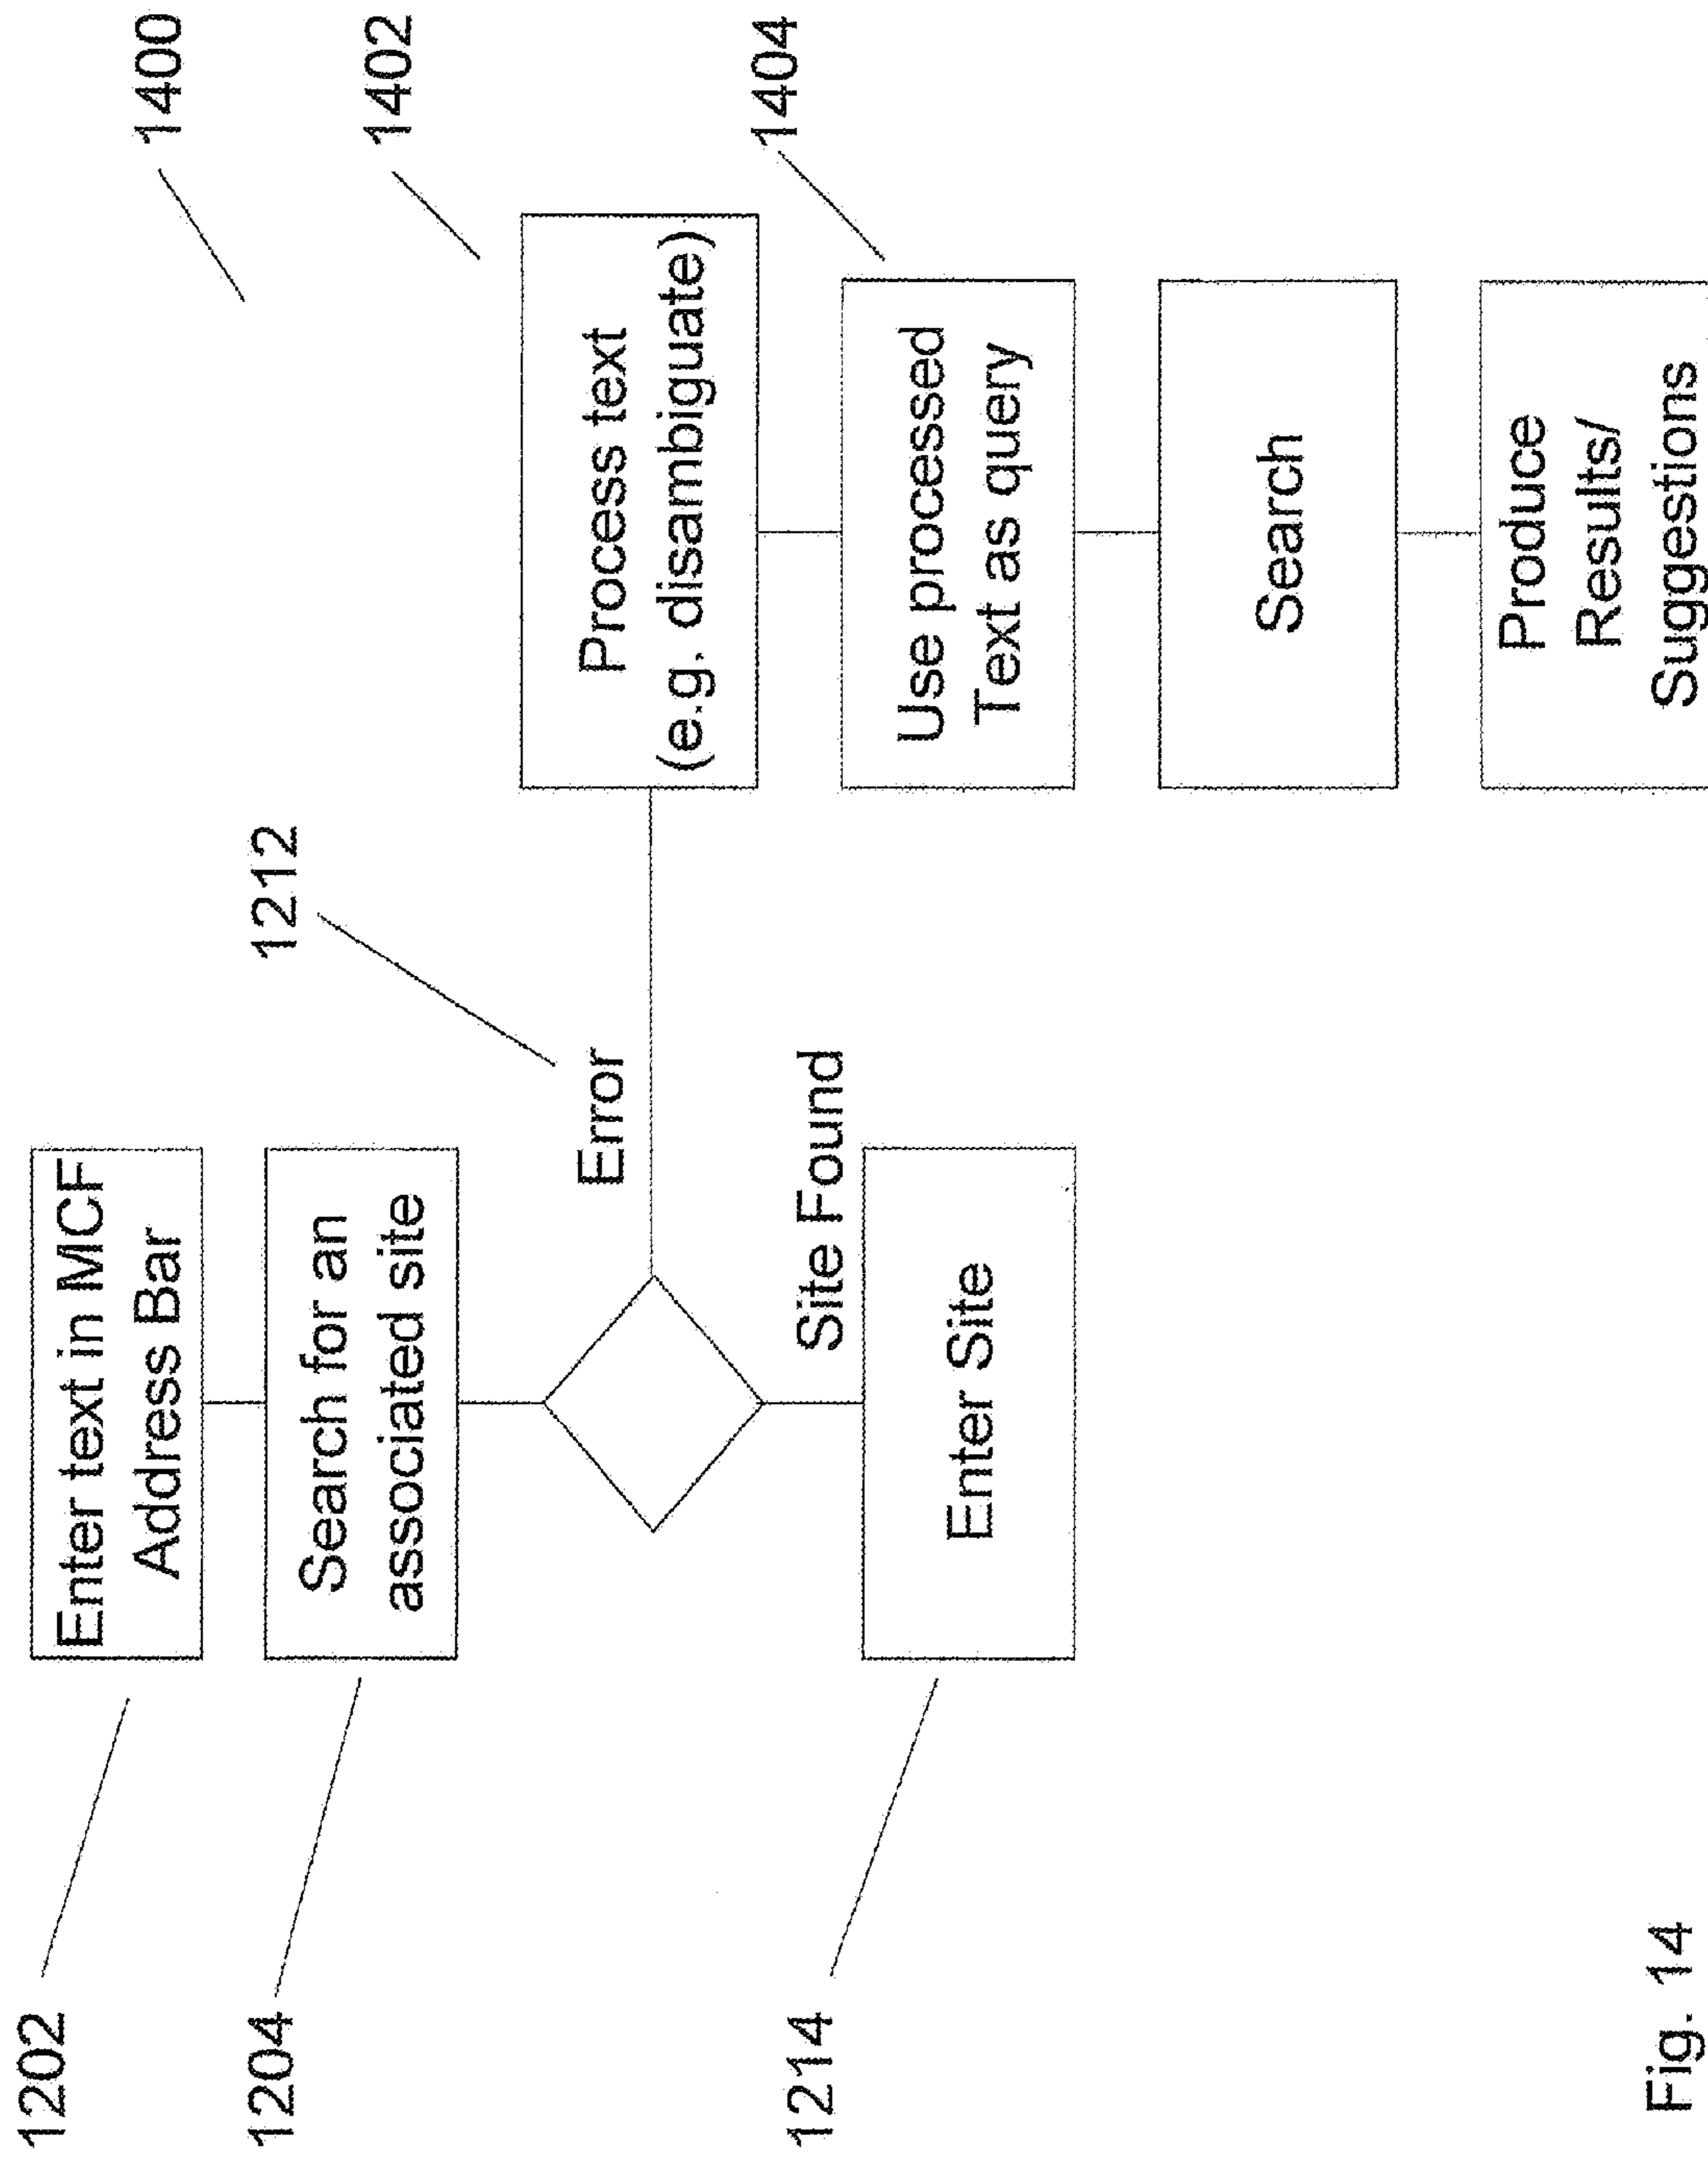 1400
1202
Enter text in MCF
Address Bar
1402
1204
Search for an
associated site
1212
Error
Process text
(e.g. disambiguate)
1404
Site Found
Use processed
Text as query
1214
Enter Site
Search
Produce
Results/
Suggestions
Fig. 14